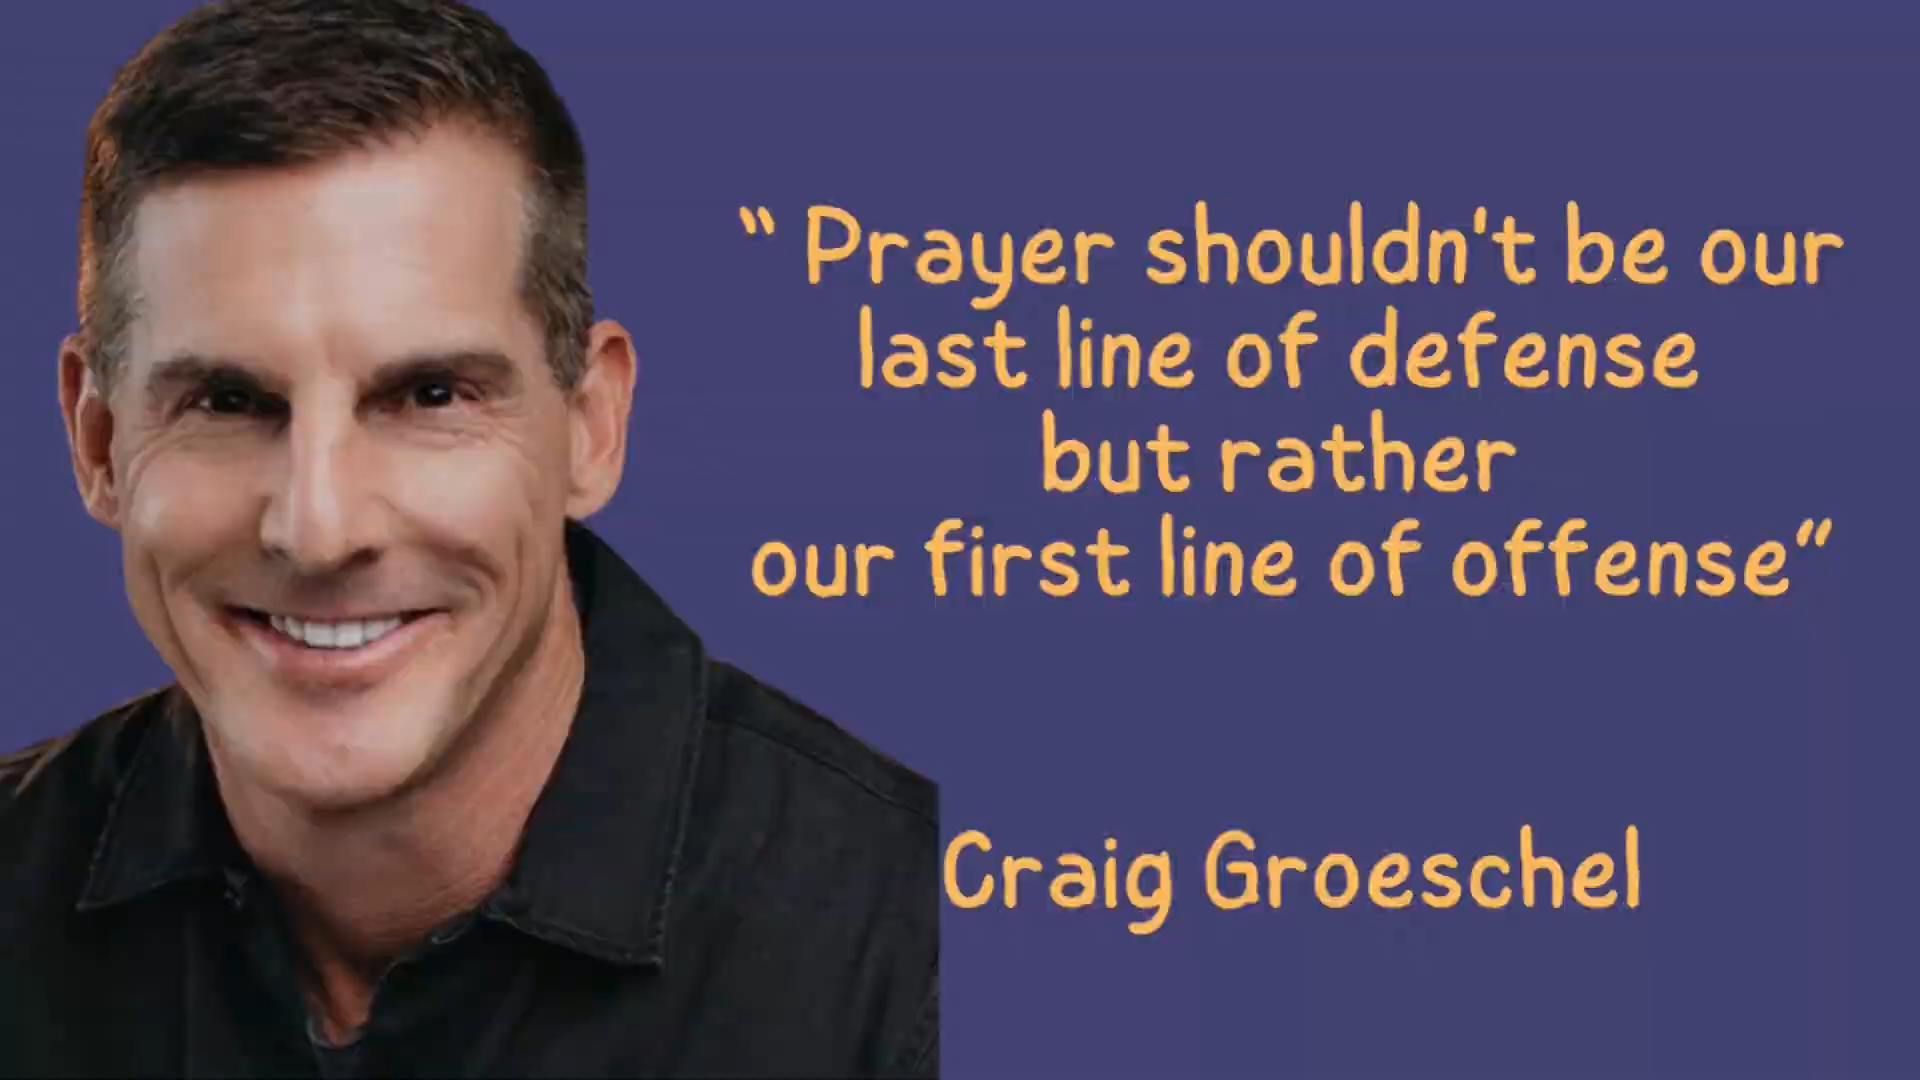 “ Prayer shouldn't be our
last line of defense
but rather
our first line of offense“
Craig Groeschel